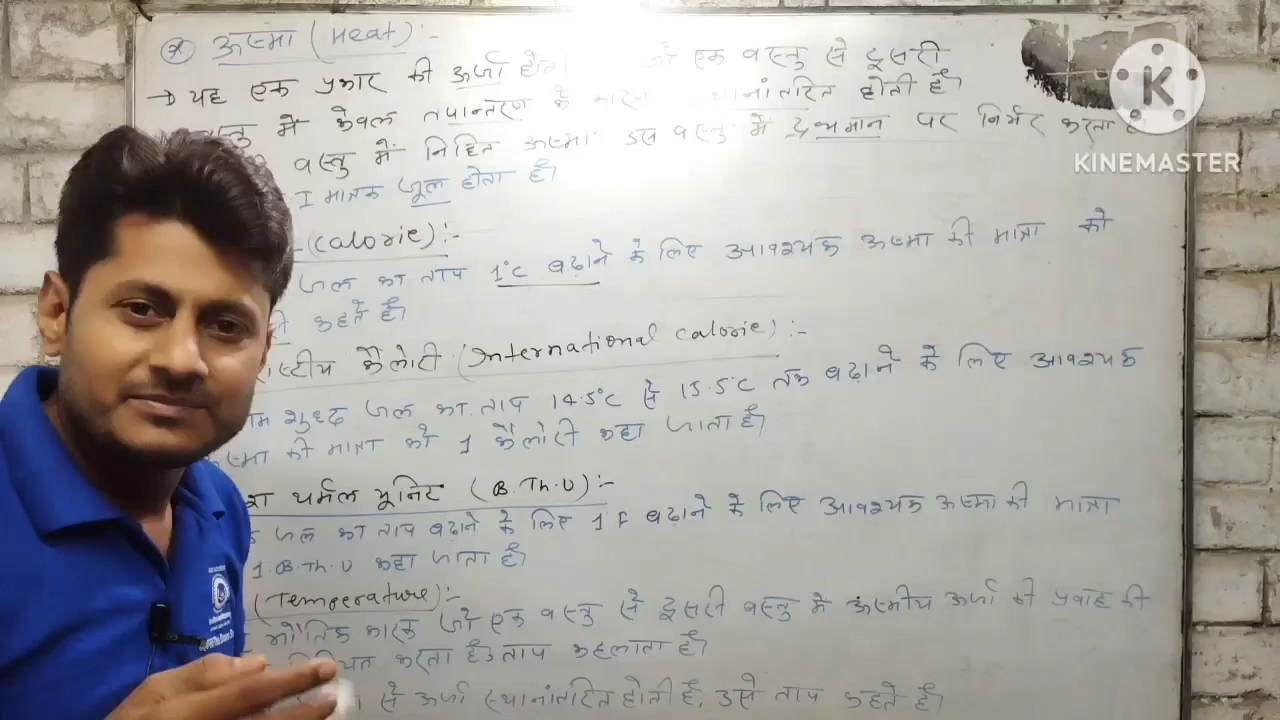 ऊष्मा (Heat) :-
→ यह एक प्रकार की ऊर्जा होती जो एक वस्तु से दूसरी
वस्तु में केवल तापान्तरण के कारण स्थानांतरित होती है।
वस्तु में निहित ऊष्मा उस वस्तु में द्रव्यमान पर निर्भर करता है
I मात्रक जूल होता है।
(Calorie) :-
जल का ताप 1°C बढ़ाने के लिए आवश्यक ऊष्मा की मात्रा को
कहते हैं।
कैलोरी (International Calorie) :-
शुध्द जल का ताप 14.5°C से 15.5°C तक बढ़ाने के लिए आवश्यक
ऊष्मा की मात्रा को 1 कैलोरी कहा जाता है।
थर्मल यूनिट (B.Th.U) :-
जल का ताप बढ़ाने के लिए 1°F बढ़ाने के लिए आवश्यक ऊष्मा की मात्रा
1.B.Th.U कहा जाता है।
(Temperature) :-
भौतिक कारक जो एक वस्तु से दूसरी वस्तु में ऊष्मीय ऊर्जा की प्रवाह की
करता है, ताप कहलाता है।
से ऊर्जा स्थानांतरित होती है, उसे ताप कहते हैं।
K
KINEMASTER